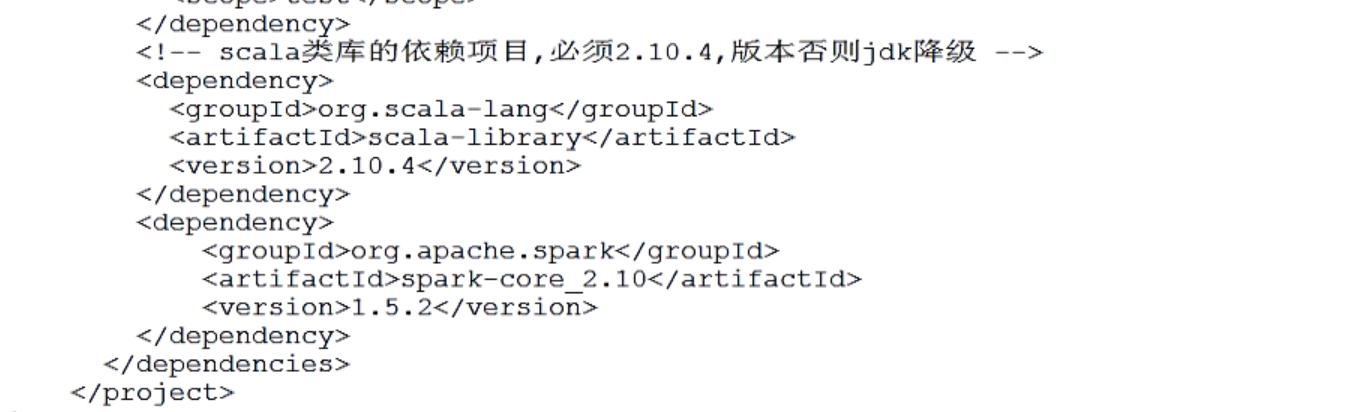 <scope>test</scope>
</dependency>
<!-- scala类库的依赖项目,必须2.10.4,版本否则jdk降级 -->
<dependency>
<groupId>org.scala-lang</groupId>
<artifactId>scala-library</artifactId>
<version>2.10.4</version>
</dependency>
<dependency>
<groupId>org.apache.spark</groupId>
<artifactId>spark-core_2.10</artifactId>
<version>1.5.2</version>
</dependency>
</dependencies>
</project>